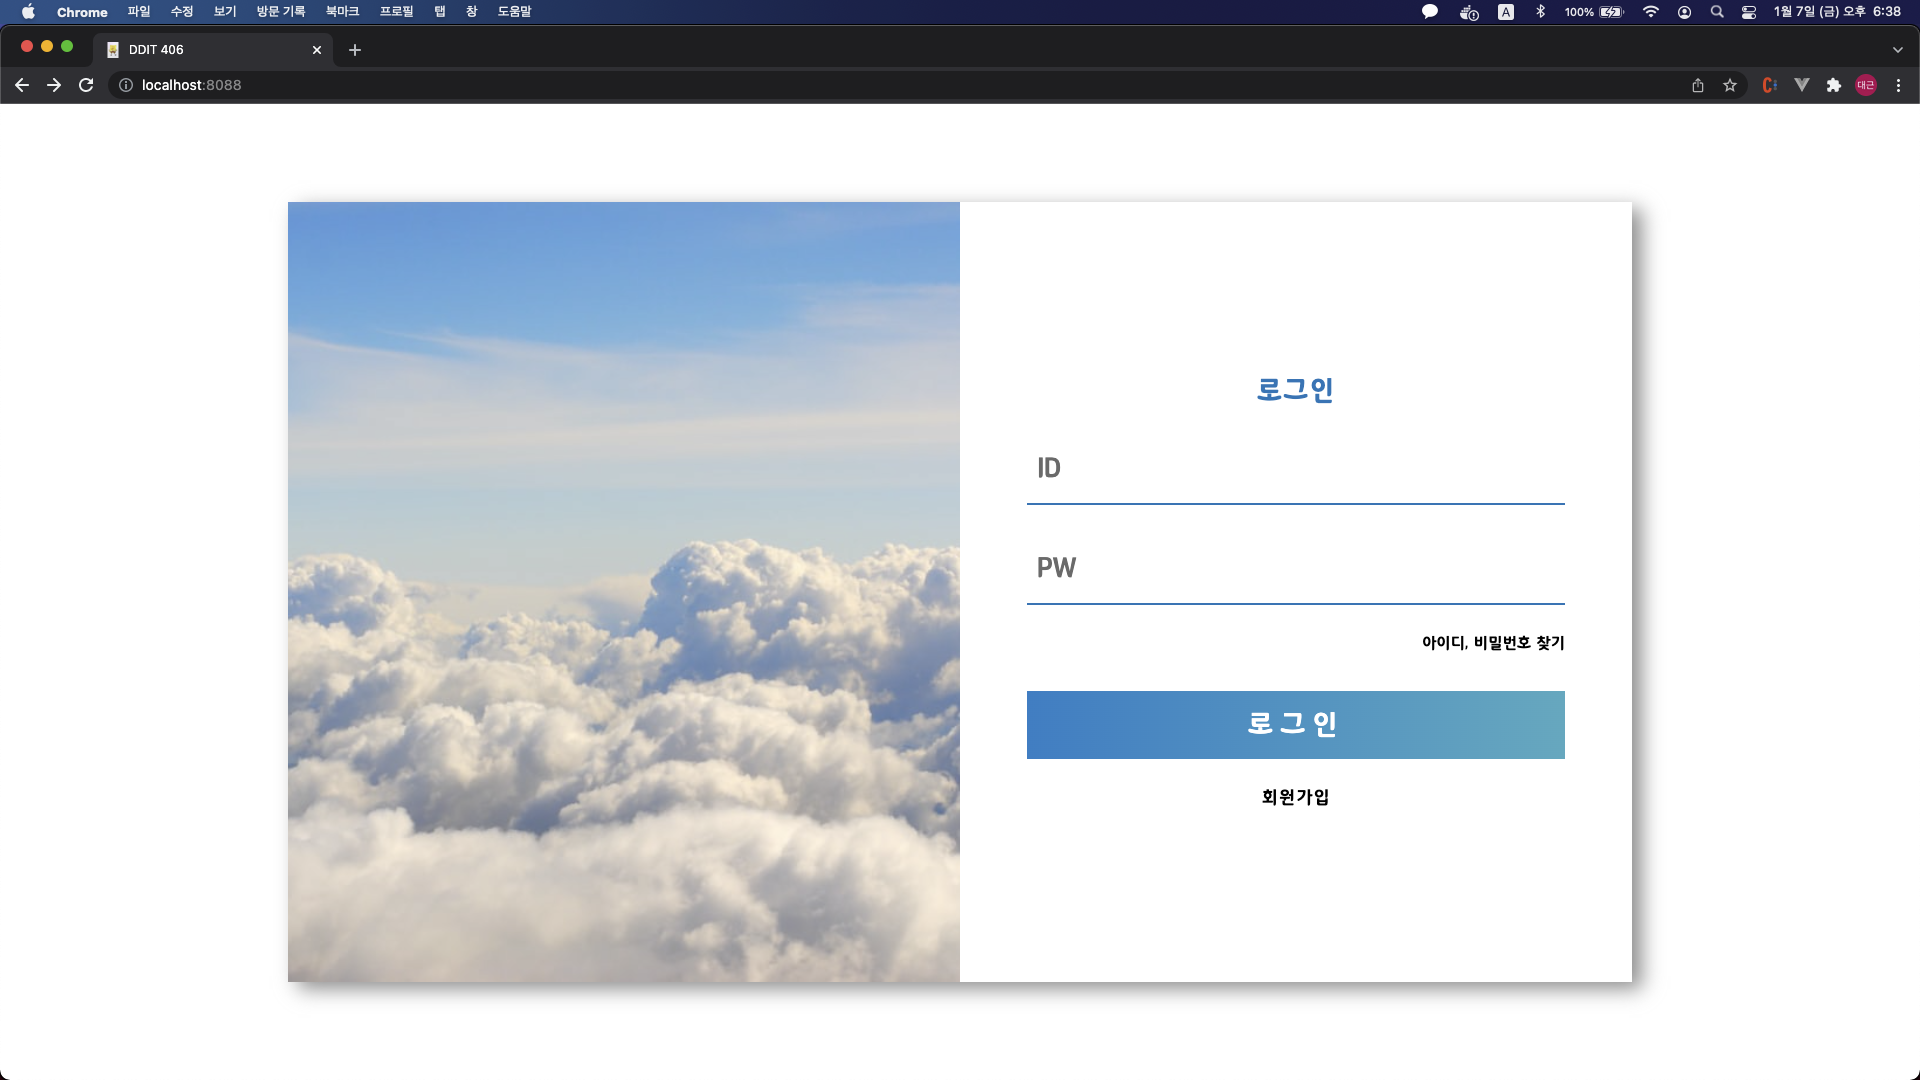 Chrome 파일 수정 보기 방문 기록 북마크 프로필 탭 창 도움말 A 100% 1월 7일 (금) 오후 6:38
DDIT 406
localhost:8088 대근
로그인
ID
PW
아이디, 비밀번호 찾기
로그인
회원가입